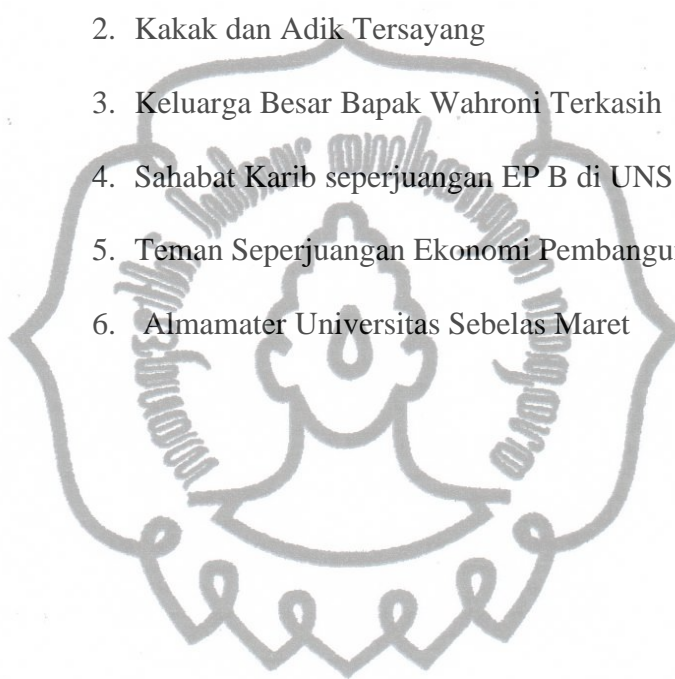 2. Kakak dan Adik Tersayang
3. Keluarga Besar Bapak Wahroni Terkasih
4. Sahabat Karib seperjuangan EP B di UNS
5. Teman Seperjuangan Ekonomi
6. Almamater Universitas Sebelas Maret